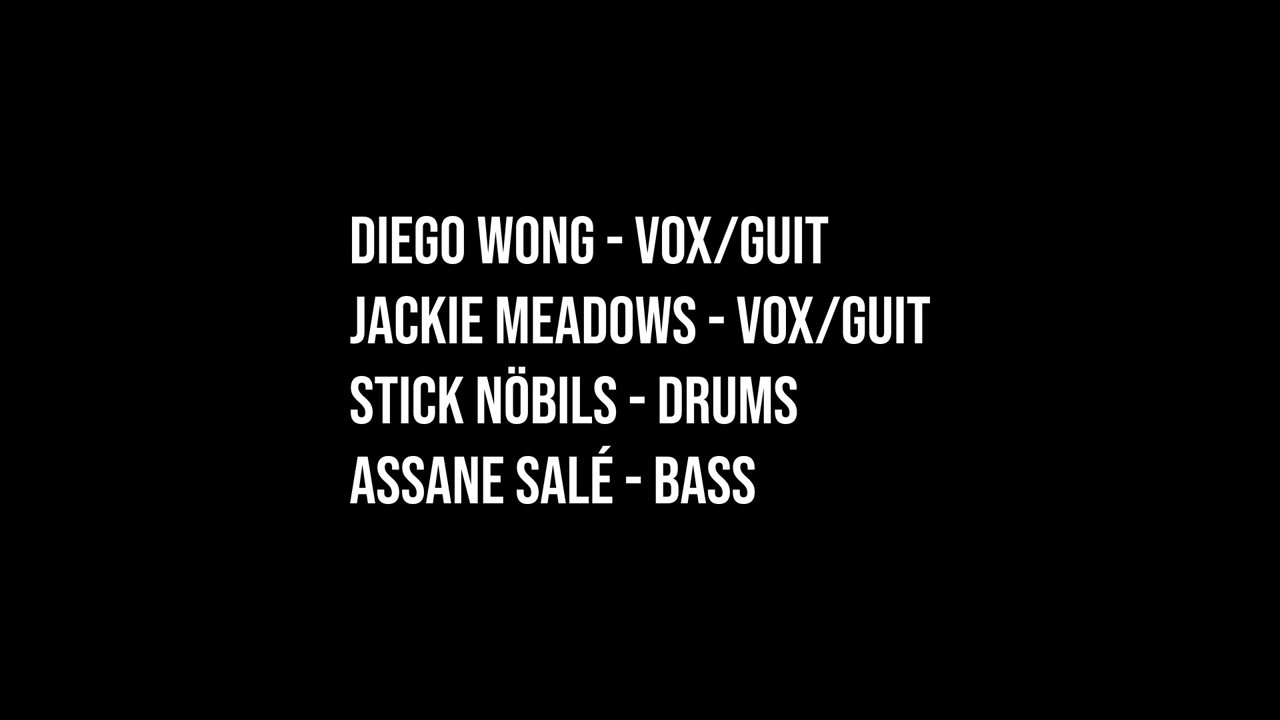 DIEGO WONG - VOX/GUIT
JACKIE MEADOWS - VOX/GUIT
STICK NÖBILS - DRUMS
ASSANE SALÉ - BASS